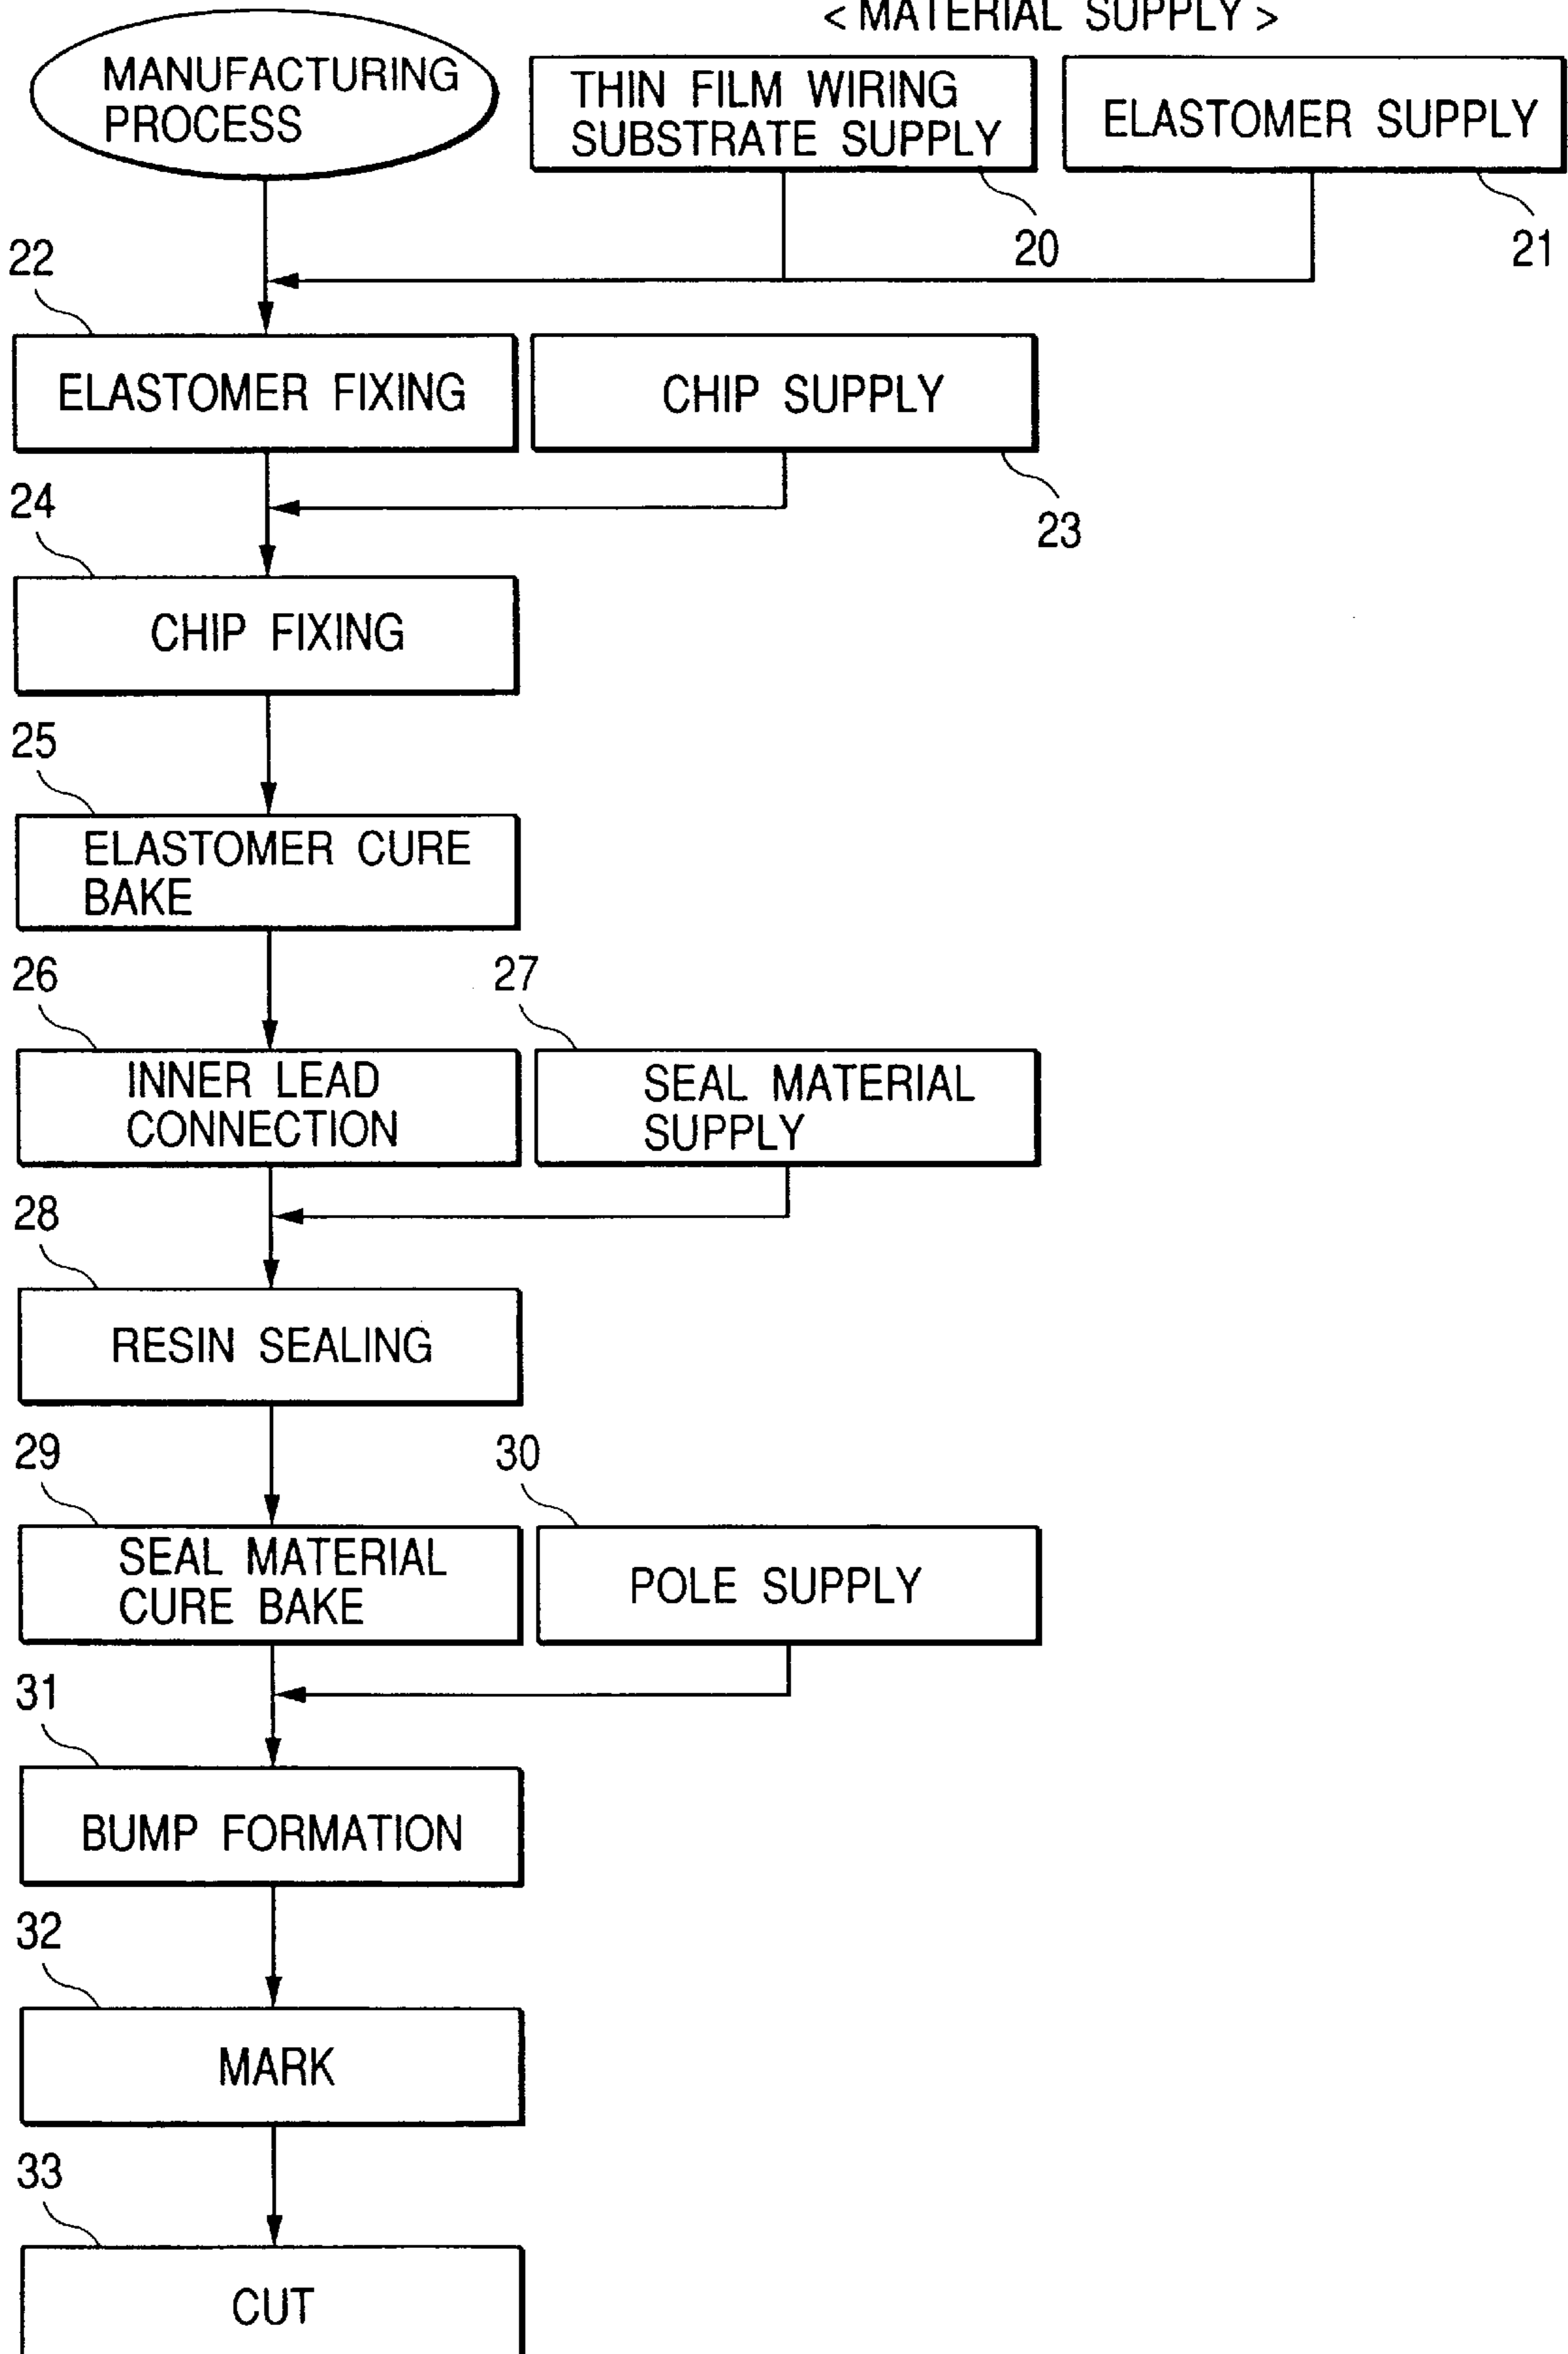 < MATERIAL SUPPLY >
MANUFACTURING
PROCESS
THIN FILM WIRING
SUBSTRATE SUPPLY
ELASTOMER SUPPLY
20
21
22
ELASTOMER FIXING
CHIP SUPPLY
23
24
CHIP FIXING
25
ELASTOMER CURE
BAKE
26
27
INNER LEAD
CONNECTION
SEAL MATERIAL
SUPPLY
28
RESIN SEALING
29
30
SEAL MATERIAL
CURE BAKE
POLE SUPPLY
31
BUMP FORMATION
32
MARK
33
CUT